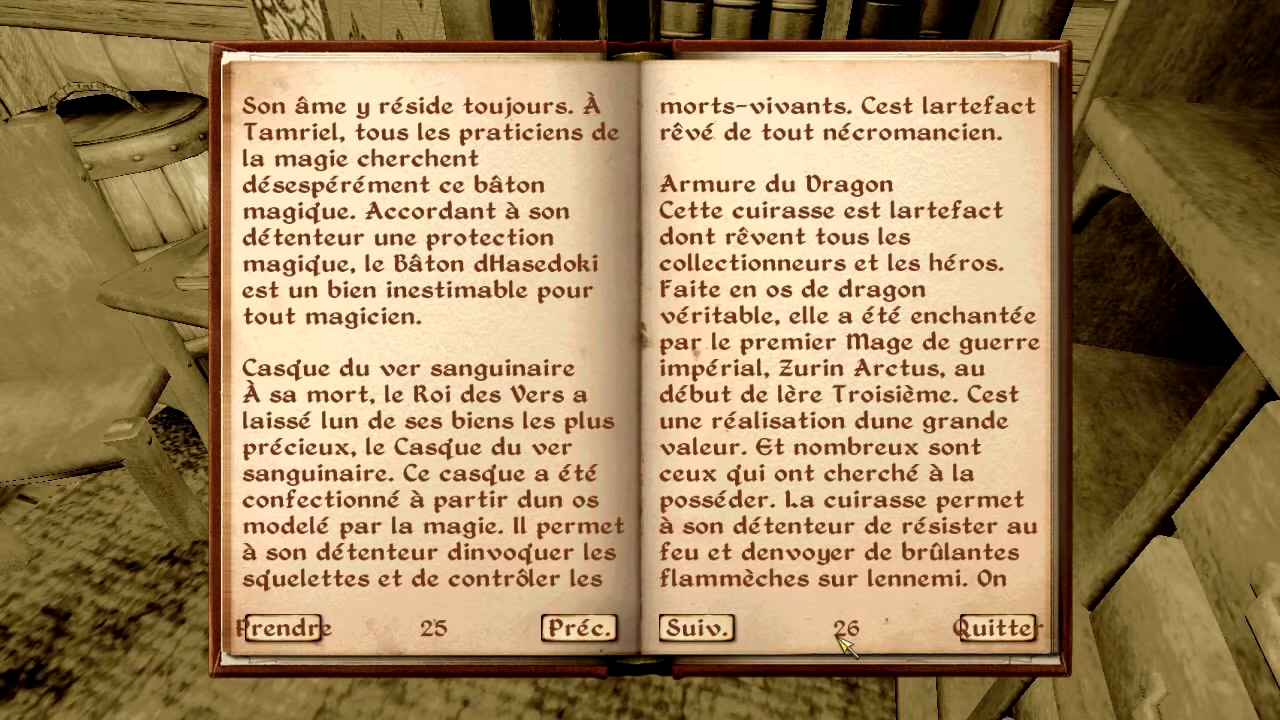 Son âme y réside toujours. À
Tamriel, tous les praticiens de
la magie cherchent
désespérément ce bâton
magique. Accordant à son
détenteur une protection
magique, le Bâton dHasedoki
est un bien inestimable pour
tout magicien.
Casque du ver sanguinaire
À sa mort, le Roi des Vers a
laissé lun de ses biens les plus
précieux, le Casque du ver
sanguinaire. Ce casque a été
confectionné à partir dun os
modelé par la magie. Il permet
à son détenteur dinvoquer les
squelettes et de contrôler les
morts-vivants. Cest lartefact
rêvé de tout nécromancien.
Armure du Dragon
Cette cuirasse est lartefact
dont rêvent tous les
collectionneurs et les héros.
Faite en os de dragon
véritable, elle a été enchantée
par le premier Mage de guerre
impérial, Zurin Arctus, au
début de lère Troisième. Cest
une réalisation dune grande
valeur. Et nombreux sont
ceux qui ont cherché à la
posséder. La cuirasse permet
à son détenteur de résister au
feu et denvoyer de brûlantes
flammèches sur lennemi. On
Prendre 25 Préc. Suiv. 26 Quitter